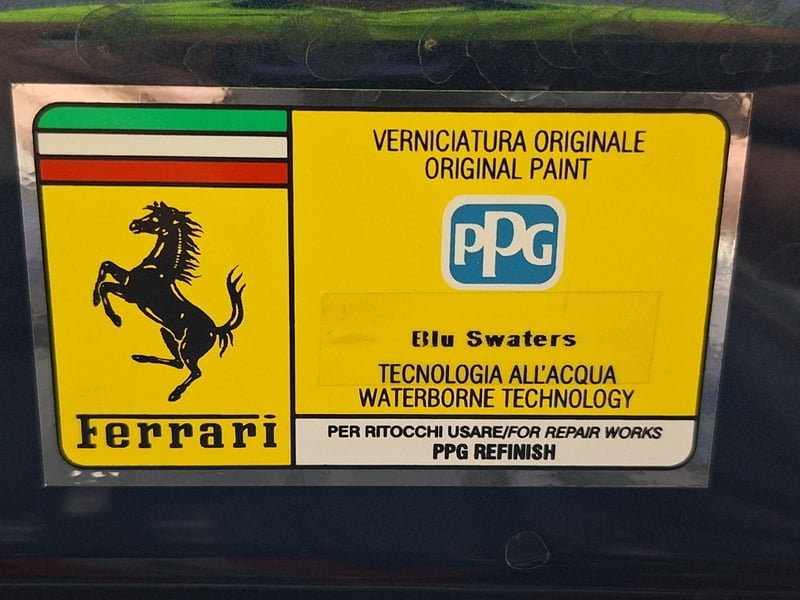 VERNICIATURA ORIGINALE
ORIGINAL PAINT
PPG
Blu Swaters
TECNOLOGIA ALL'ACQUA
WATERBORNE TECHNOLOGY
Ferrari
PER RITOCCHI USARE/FOR REPAIR WORKS
PPG REFINISH